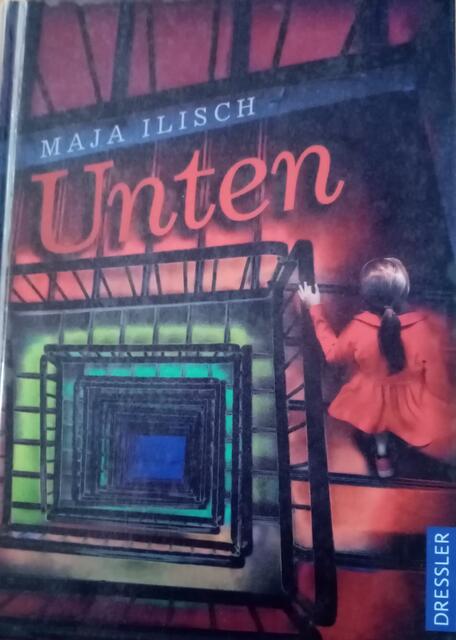 MAJA ILISCH
Unten
DRESSLER